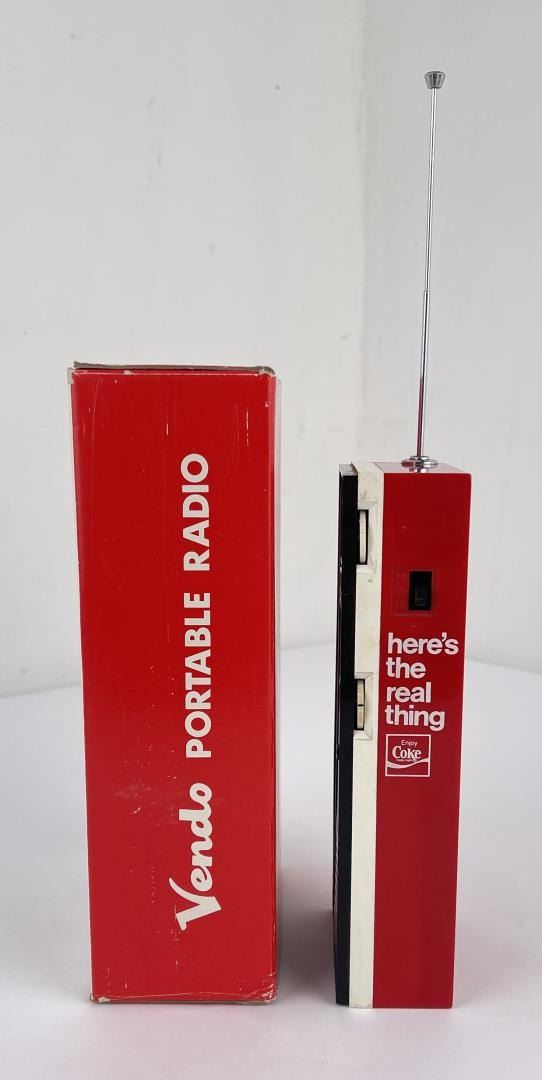 Vendo PORTABLE RADIO
here's
the
real
thing
Enjoy
Coke